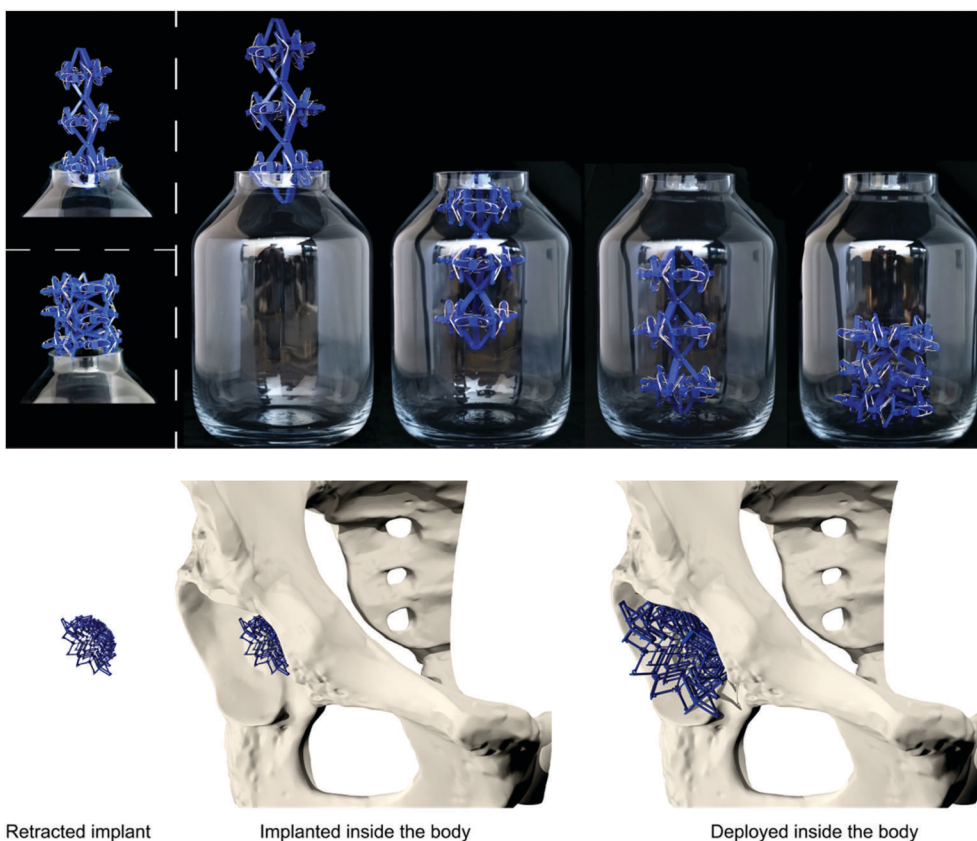 Retracted implant
Implanted inside the body
Deployed inside the body